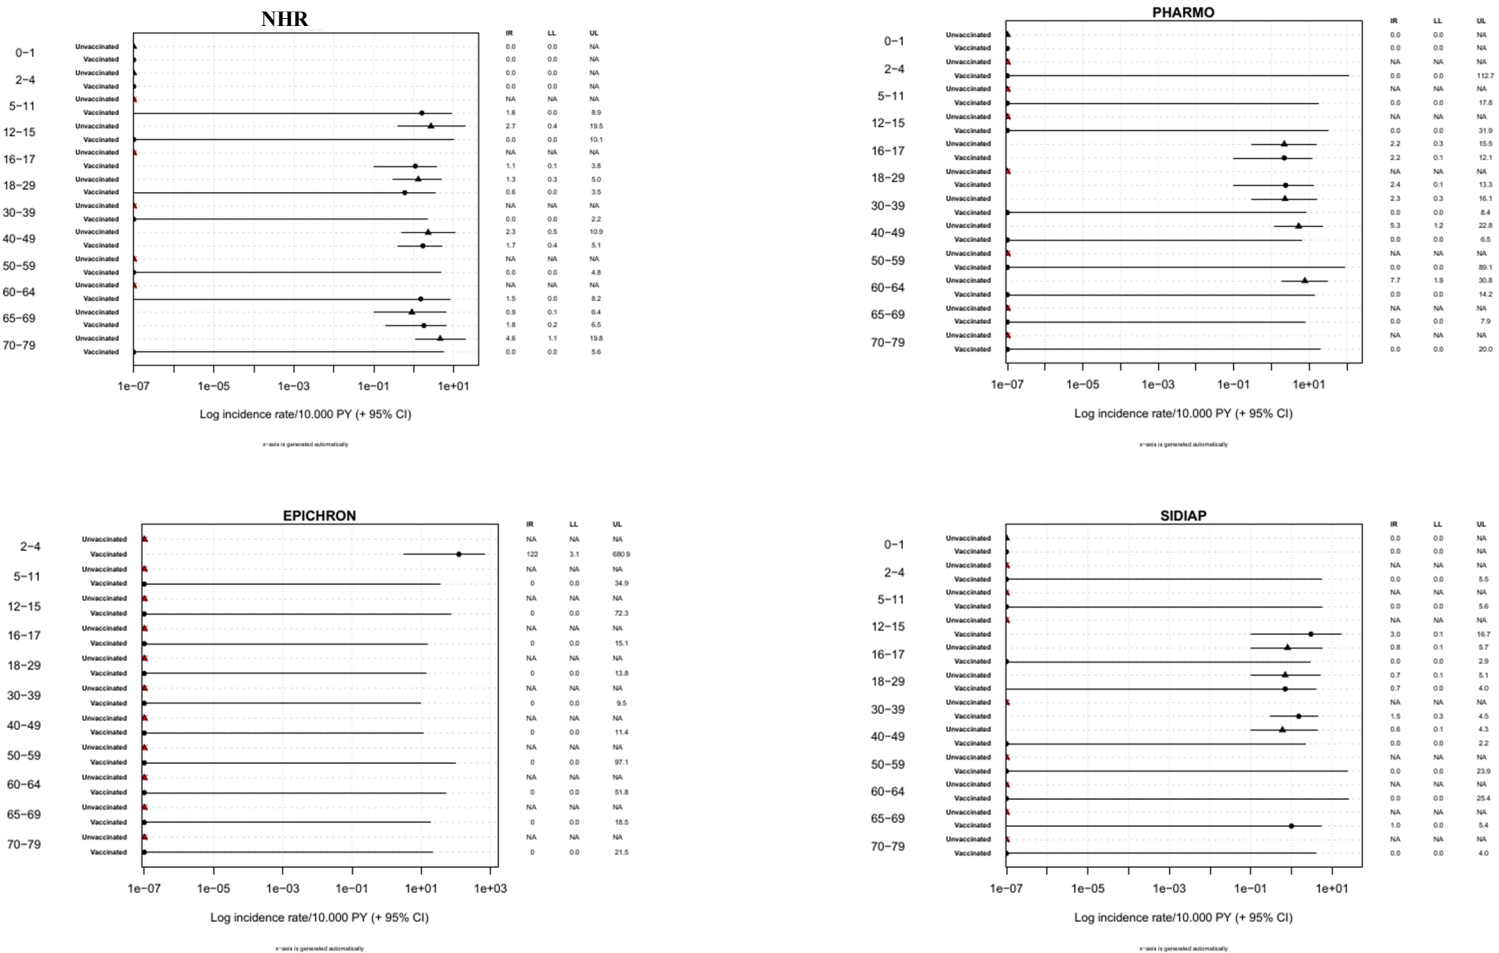 NHR
IR LL UL
0−1
Unvaccinated 0.0 0.0 NA
Vaccinated 0.0 0.0 NA
2−4
Unvaccinated 0.0 0.0 NA
Vaccinated 0.0 0.0 NA
5−11
Unvaccinated NA NA NA
Vaccinated 1.6 0.0 8.9
12−15
Unvaccinated 2.7 0.4 19.5
Vaccinated 0.0 0.0 10.1
16−17
Unvaccinated NA NA NA
Vaccinated 1.1 0.1 3.8
18−29
Unvaccinated 1.3 0.3 5.0
Vaccinated 0.6 0.0 3.5
30−39
Unvaccinated NA NA NA
Vaccinated 0.0 0.0 2.2
40−49
Unvaccinated 2.3 0.5 10.9
Vaccinated 1.7 0.4 5.1
50−59
Unvaccinated NA NA NA
Vaccinated 0.0 0.0 4.8
60−64
Unvaccinated NA NA NA
Vaccinated 1.5 0.0 8.2
65−69
Unvaccinated 0.9 0.1 6.4
Vaccinated 1.8 0.2 6.5
70−79
Unvaccinated 4.6 1.1 19.8
Vaccinated 0.0 0.0 5.6
1e−07 1e−05 1e−03 1e−01 1e+01
Log incidence rate/10.000 PY (+ 95% CI)
x−axis is generated automatically
PHARMO
IR LL UL
0−1
Unvaccinated 0.0 0.0 NA
Vaccinated 0.0 0.0 NA
2−4
Unvaccinated NA NA NA
Vaccinated 0.0 0.0 112.7
5−11
Unvaccinated NA NA NA
Vaccinated 0.0 0.0 17.8
12−15
Unvaccinated NA NA NA
Vaccinated 0.0 0.0 31.9
16−17
Unvaccinated 2.2 0.3 15.5
Vaccinated 2.2 0.1 12.1
18−29
Unvaccinated NA NA NA
Vaccinated 2.4 0.1 13.3
30−39
Unvaccinated 2.3 0.3 16.1
Vaccinated 0.0 0.0 8.4
40−49
Unvaccinated 5.3 1.2 22.8
Vaccinated 0.0 0.0 6.5
50−59
Unvaccinated NA NA NA
Vaccinated 0.0 0.0 89.1
60−64
Unvaccinated 7.7 1.9 30.8
Vaccinated 0.0 0.0 14.2
65−69
Unvaccinated NA NA NA
Vaccinated 0.0 0.0 7.9
70−79
Unvaccinated NA NA NA
Vaccinated 0.0 0.0 20.0
1e−07 1e−05 1e−03 1e−01 1e+01
Log incidence rate/10.000 PY (+ 95% CI)
x−axis is generated automatically
EPICHRON
IR LL UL
2−4
Unvaccinated NA NA NA
Vaccinated 122 3.1 680.9
5−11
Unvaccinated NA NA NA
Vaccinated 0 0.0 34.9
12−15
Unvaccinated NA NA NA
Vaccinated 0 0.0 72.3
16−17
Unvaccinated NA NA NA
Vaccinated 0 0.0 15.1
18−29
Unvaccinated NA NA NA
Vaccinated 0 0.0 13.8
30−39
Unvaccinated NA NA NA
Vaccinated 0 0.0 9.5
40−49
Unvaccinated NA NA NA
Vaccinated 0 0.0 11.4
50−59
Unvaccinated NA NA NA
Vaccinated 0 0.0 97.1
60−64
Unvaccinated NA NA NA
Vaccinated 0 0.0 51.8
65−69
Unvaccinated NA NA NA
Vaccinated 0 0.0 18.5
70−79
Unvaccinated NA NA NA
Vaccinated 0 0.0 21.5
1e−07 1e−05 1e−03 1e−01 1e+01 1e+03
Log incidence rate/10.000 PY (+ 95% CI)
x−axis is generated automatically
SIDIAP
IR LL UL
0−1
Unvaccinated 0.0 0.0 NA
Vaccinated 0.0 0.0 NA
2−4
Unvaccinated NA NA NA
Vaccinated 0.0 0.0 5.5
5−11
Unvaccinated NA NA NA
Vaccinated 0.0 0.0 5.6
12−15
Unvaccinated NA NA NA
Vaccinated 3.0 0.1 16.7
16−17
Unvaccinated 0.8 0.1 5.7
Vaccinated 0.0 0.0 2.9
18−29
Unvaccinated 0.7 0.1 5.1
Vaccinated 0.7 0.0 4.0
30−39
Unvaccinated NA NA NA
Vaccinated 1.5 0.3 4.5
40−49
Unvaccinated 0.6 0.1 4.3
Vaccinated 0.0 0.0 2.2
50−59
Unvaccinated NA NA NA
Vaccinated 0.0 0.0 23.9
60−64
Unvaccinated NA NA NA
Vaccinated 0.0 0.0 25.4
65−69
Unvaccinated NA NA NA
Vaccinated 1.0 0.0 5.4
70−79
Unvaccinated NA NA NA
Vaccinated 0.0 0.0 4.0
1e−07 1e−05 1e−03 1e−01 1e+01
Log incidence rate/10.000 PY (+ 95% CI)
x−axis is generated automatically